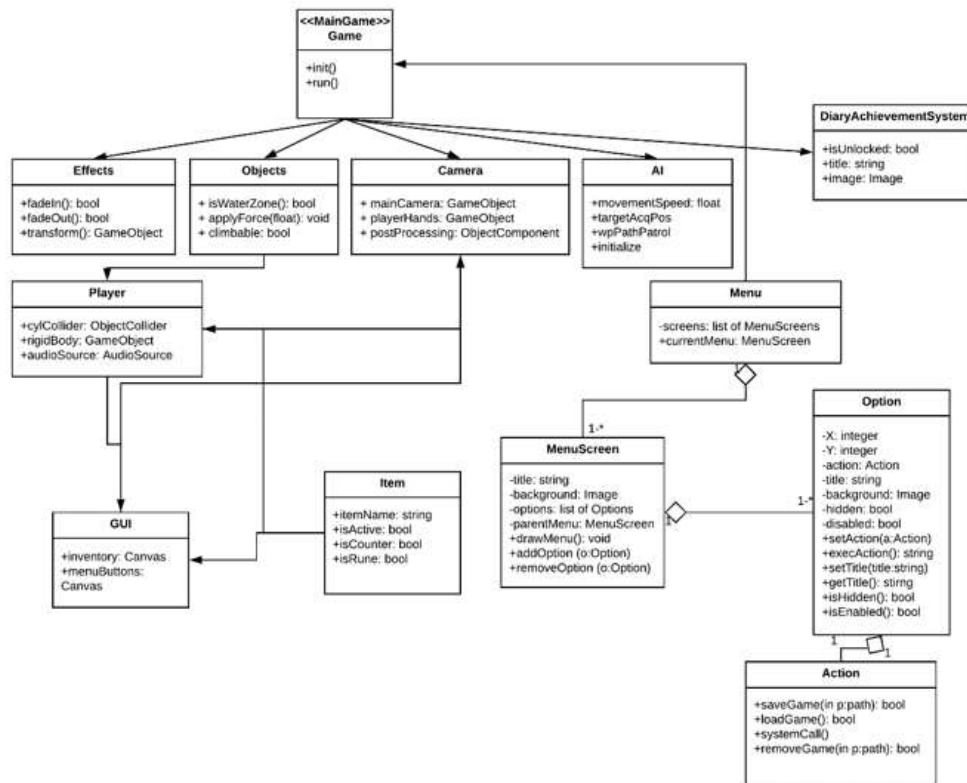 <<MainGame>>
Game
+init()
+run()
DiaryAchievementSystem
+isUnlocked: bool
+title: string
+image: Image
Effects
+fadeIn(): bool
+fadeOut(): bool
+transform(): GameObject
Objects
+ isWaterZone(): bool
+ applyForce(float): void
+ climbable: bool
Camera
+ mainCamera: GameObject
+ playerHands: GameObject
+ postProcessing: ObjectComponent
AI
+movementSpeed: float
+targetAcqPos
+wpPathPatrol
+initialize
Player
+cylCollider: ObjectCollider
+rigidBody: GameObject
+audioSource: AudioSource
Menu
-screens: list of MenuScreens
+currentMenu: MenuScreen
1-*
MenuScreen
-title: string
-background: Image
-options: list of Options
-parentMenu: MenuScreen
+drawMenu(): void
+addOption (o:Option)
+removeOption (o:Option)
1
1-*
Option
-X: integer
-Y: integer
-action: Action
-title: string
-background: Image
-hidden: bool
-disabled: bool
+setAction(a:Action)
+execAction(): string
+setTitle(title:string)
+getTitle(): stirng
+isHidden(): bool
+isEnabled(): bool
1
1
Item
+itemName: string
+isActive: bool
+isCounter: bool
+isRune: bool
GUI
+inventory: Canvas
+menuButtons:
Canvas
Action
+saveGame(in p:path): bool
+loadGame(): bool
+systemCall()
+removeGame(in p:path): bool